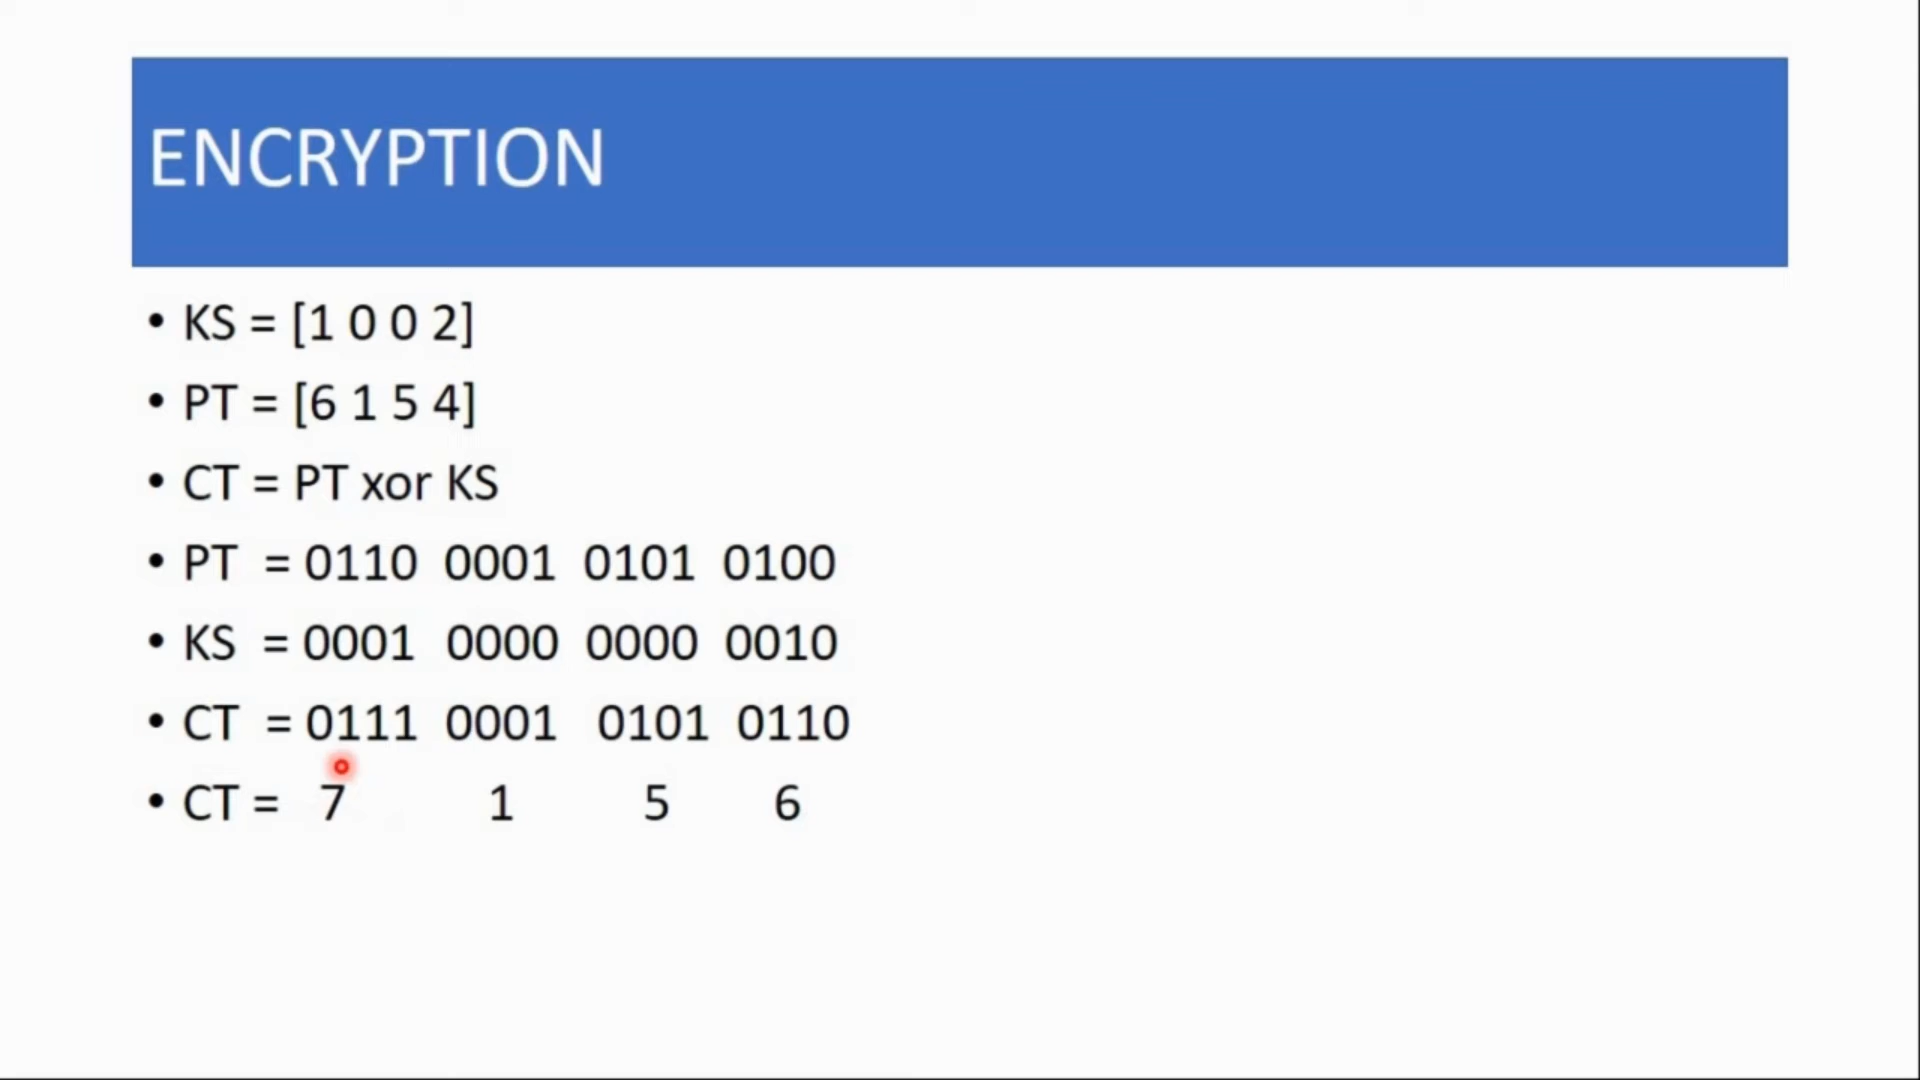 ENCRYPTION
• KS = [1 0 0 2]
• PT = [6 1 5 4]
• CT = PT xor KS
• PT = 0110 0001 0101 0100
• KS = 0001 0000 0000 0010
• CT = 0111 0001 0101 0110
• CT = 7 1 5 6